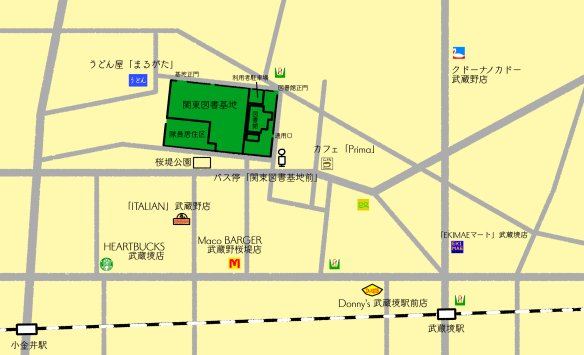 うどん屋「まるがた」
うどん
基地正門
利用者駐車場
図書館正門
クドーナノカドー
武蔵野店
関東図書基地
図書館
隊員居住区
通用口
カフェ「Prima」
桜堤公園
バス停「関東図書基地前」
「ITALIAN」武蔵野店
HEARTBUCKS
武蔵境店
Maco BARGER
武蔵野桜堤店
M
「EKIMAEマート」武蔵境店
EKI
MAE
Donny's 武蔵境駅前店
武蔵境駅
小金井駅